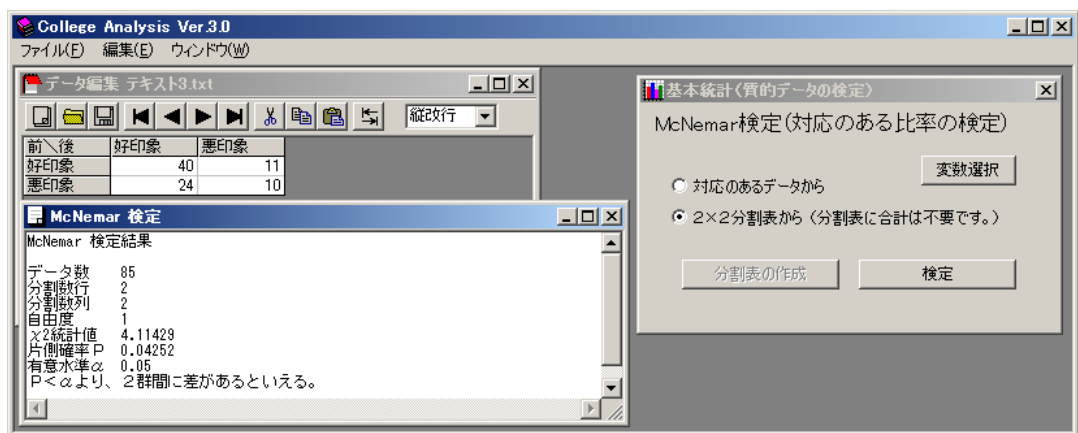 College Analysis Ver.3.0
ファイル(F) 編集(E) ウィンドウ(W)
データ編集 テキスト3.txt
縦改行
前＼後 好印象 悪印象
好印象 40 11
悪印象 24 10
McNemar 検定
McNemar 検定結果
データ数 85
分割数行 2
分割数列 2
自由度 1
χ2統計値 4.11429
片側確率Ｐ 0.04252
有意水準α 0.05
Ｐ＜αより、２群間に差があるといえる。
基本統計(質的データの検定)
McNemar検定(対応のある比率の検定)
変数選択
対応のあるデータから
２×２分割表から（分割表に合計は不要です。）
分割表の作成 検定